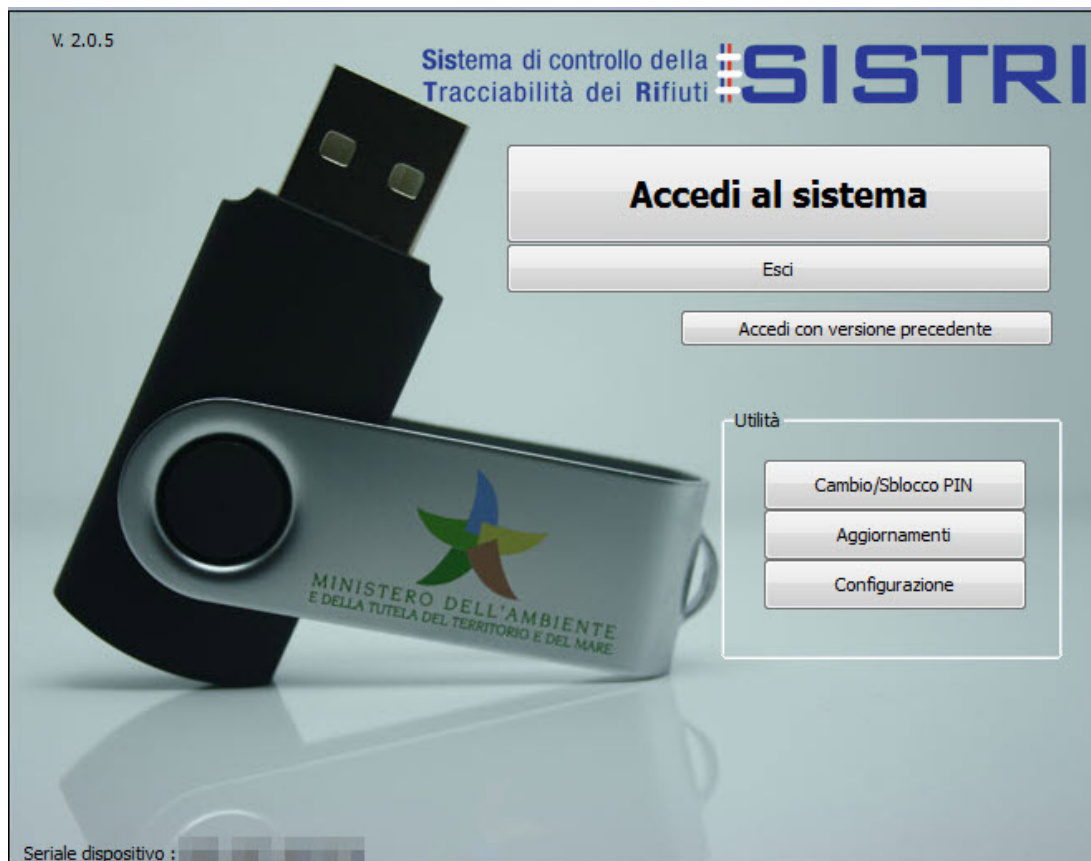 V. 2.0.5
Sistema di controllo della
Tracciabilità dei Rifiuti
SISTRI
Accedi al sistema
Esci
Accedi con versione precedente
Utilità
Cambio/Sblocco PIN
Aggiornamenti
Configurazione
MINISTERO DELL'AMBIENTE
E DELLA TUTELA DEL TERRITORIO E DEL MARE
Seriale dispositivo :